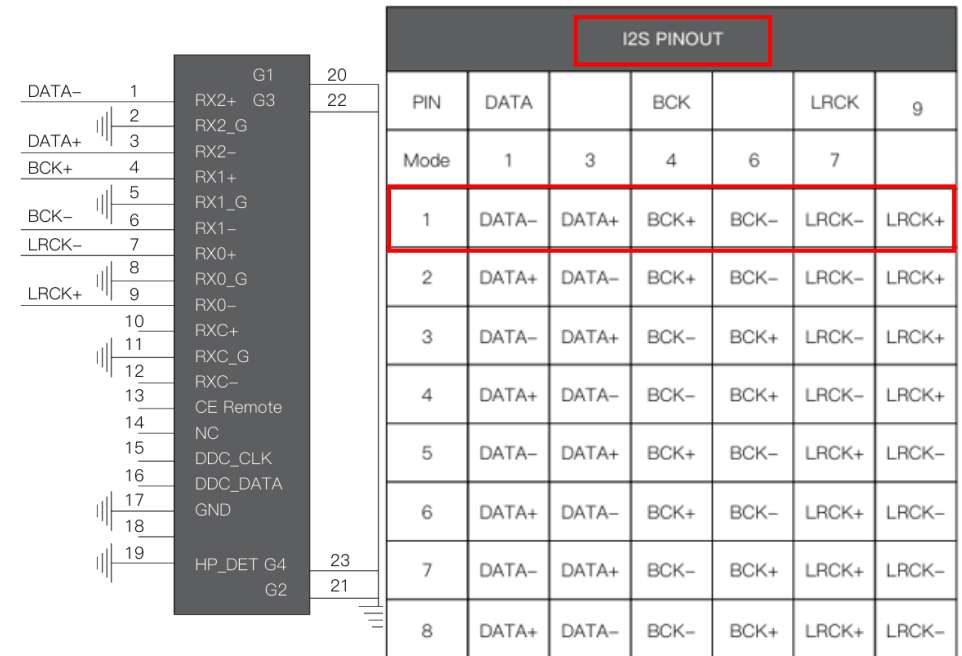 I2S PINOUT
G1 20
DATA– 1 RX2+ G3 22
2 RX2_G
DATA+ 3 RX2–
BCK+ 4 RX1+
5 RX1_G
BCK– 6 RX1–
LRCK– 7 RX0+
8 RX0_G
LRCK+ 9 RX0–
10 RXC+
11 RXC_G
12 RXC–
13 CE Remote
14 NC
15 DDC_CLK
16 DDC_DATA
17 GND
18
19 HP_DET G4 23
G2 21
PIN DATA BCK LRCK 9
Mode 1 3 4 6 7
1 DATA– DATA+ BCK+ BCK– LRCK– LRCK+
2 DATA+ DATA– BCK+ BCK– LRCK– LRCK+
3 DATA– DATA+ BCK– BCK+ LRCK– LRCK+
4 DATA+ DATA– BCK– BCK+ LRCK– LRCK+
5 DATA– DATA+ BCK+ BCK– LRCK+ LRCK–
6 DATA+ DATA– BCK+ BCK– LRCK+ LRCK–
7 DATA– DATA+ BCK– BCK+ LRCK+ LRCK–
8 DATA+ DATA– BCK– BCK+ LRCK+ LRCK–